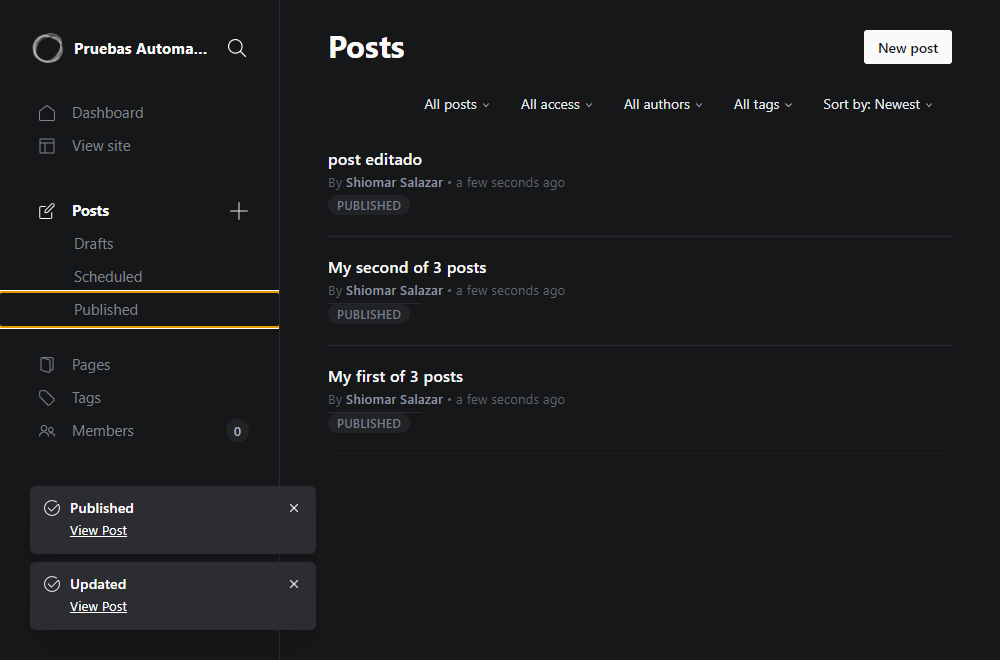 Pruebas Automa...
Dashboard
View site
Posts
Drafts
Scheduled
Published
Pages
Tags
Members 0
Published
View Post
Updated
View Post
Posts
New post
All posts All access All authors All tags Sort by: Newest
post editado
By Shiomar Salazar • a few seconds ago
PUBLISHED
My second of 3 posts
By Shiomar Salazar • a few seconds ago
PUBLISHED
My first of 3 posts
By Shiomar Salazar • a few seconds ago
PUBLISHED